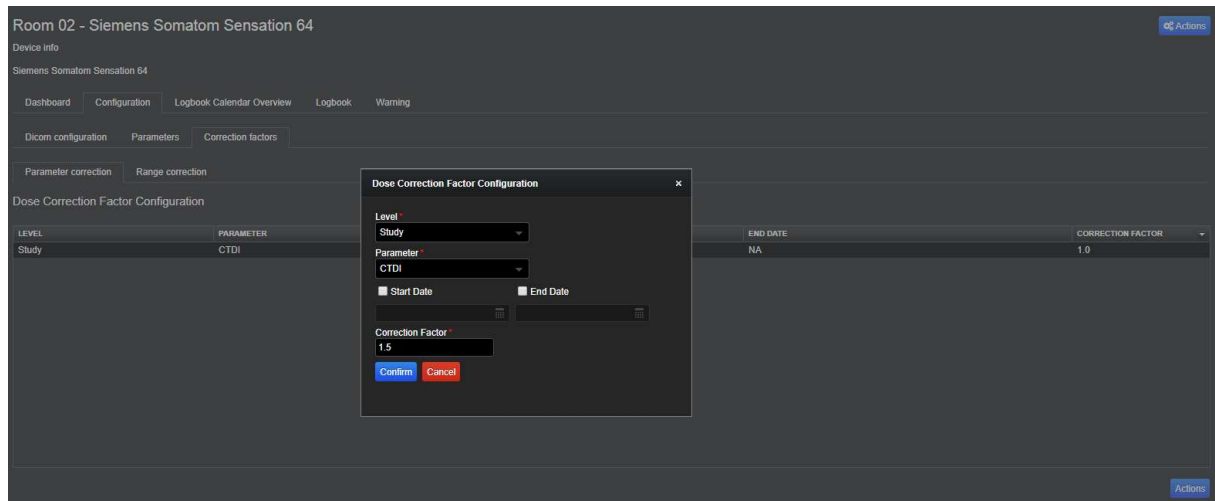 Room 02 - Siemens Somatom Sensation 64
Actions
Device info
Siemens Somatom Sensation 64
Dashboard Configuration Logbook Calendar Overview Logbook Warning
Dicom configuration Parameters Correction factors
Parameter correction Range correction
Dose Correction Factor Configuration
LEVEL PARAMETER END DATE CORRECTION FACTOR
Study CTDI NA 1.0
Dose Correction Factor Configuration ×
Level *
Study
Parameter *
CTDI
Start Date End Date
Correction Factor *
1.5
Confirm Cancel
Actions